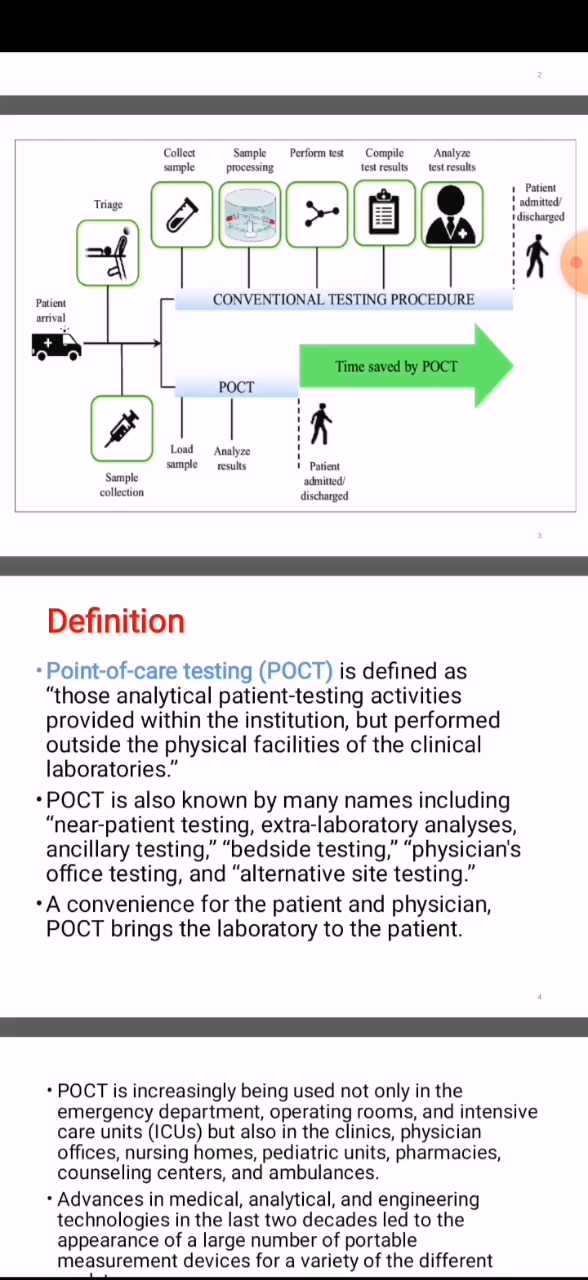 2
Collect
sample
Sample
processing
Perform test
Compile
test results
Analyze
test results
Patient
admitted/
discharged
Triage
Patient
arrival
CONVENTIONAL TESTING PROCEDURE
Time saved by POCT
POCT
Load
sample
Analyze
results
Patient
admitted/
discharged
Sample
collection
3
Definition
•Point-of-care testing (POCT) is defined as
“those analytical patient-testing activities
provided within the institution, but performed
outside the physical facilities of the clinical
laboratories.”
•POCT is also known by many names including
“near-patient testing, extra-laboratory analyses,
ancillary testing,” “bedside testing,” “physician's
office testing, and “alternative site testing.”
•A convenience for the patient and physician,
POCT brings the laboratory to the patient.
4
• POCT is increasingly being used not only in the
emergency department, operating rooms, and intensive
care units (ICUs) but also in the clinics, physician
offices, nursing homes, pediatric units, pharmacies,
counseling centers, and ambulances.
• Advances in medical, analytical, and engineering
technologies in the last two decades led to the
appearance of a large number of portable
measurement devices for a variety of the different